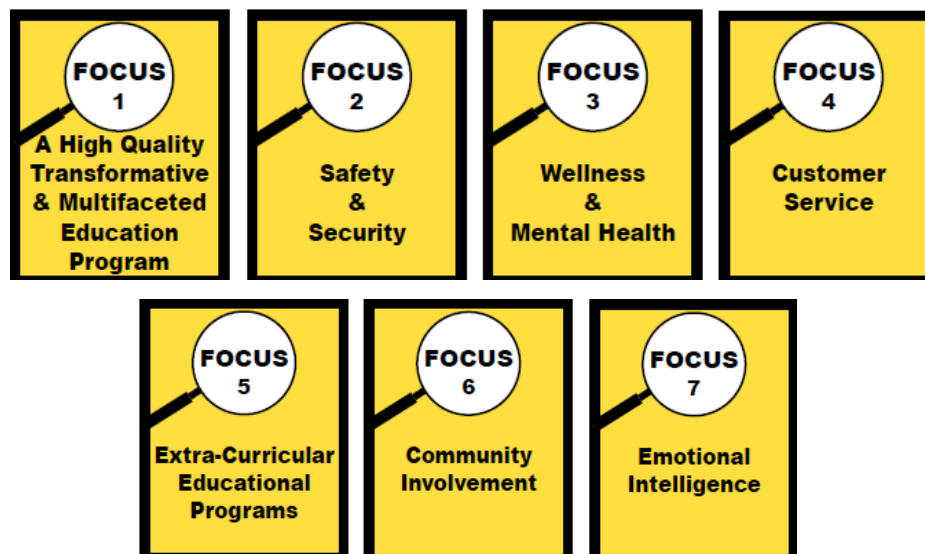 FOCUS
1
A High Quality
Transformative
& Multifaceted
Education
Program
FOCUS
2
Safety
&
Security
FOCUS
3
Wellness
&
Mental Health
FOCUS
4
Customer
Service
FOCUS
5
Extra-Curricular
Educational
Programs
FOCUS
6
Community
Involvement
FOCUS
7
Emotional
Intelligence